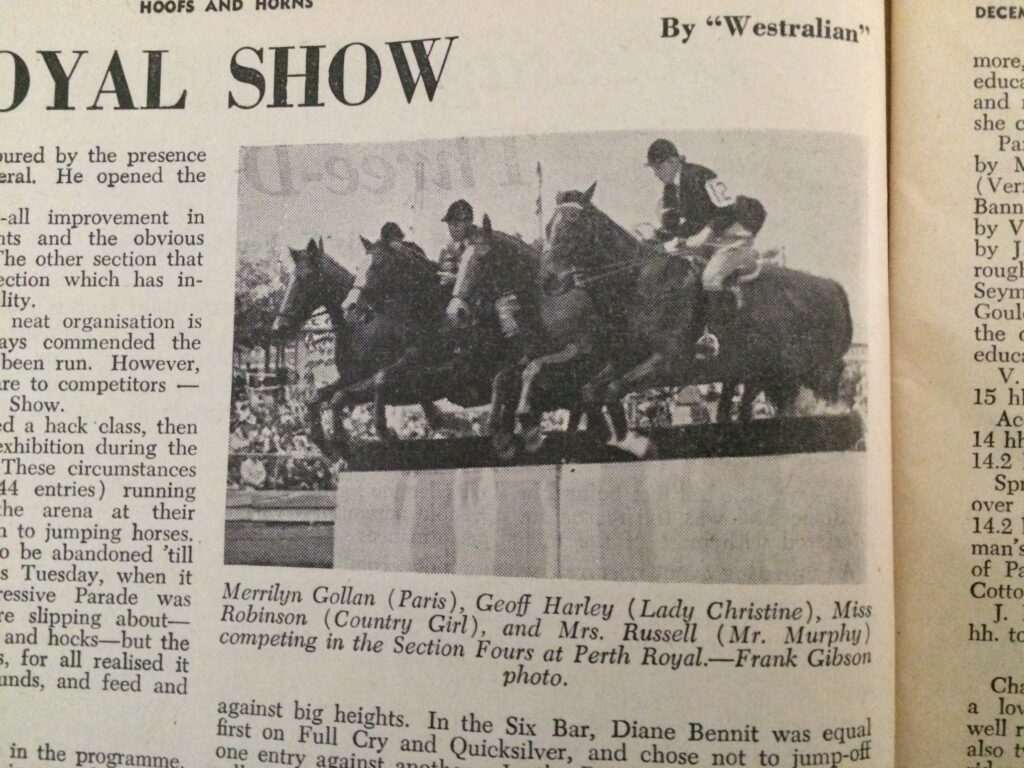 HOOFS AND HORNS
By "Westralian"
OYAL SHOW
oured by the presence
eral. He opened the
-all improvement in
nts and the obvious
The other section that
ection which has in-
lity.
neat organisation is
ays commended the
been run. However,
are to competitors —
Show.
ed a hack class, then
exhibition during the
These circumstances
44 entries) running
the arena at their
n to jumping horses.
o be abandoned 'till
s Tuesday, when it
ressive Parade was
re slipping about—
and hocks—but the
s, for all realised it
unds, and feed and
in the programme.
12
Merrilyn Gollan (Paris), Geoff Harley (Lady Christine), Miss
Robinson (Country Girl), and Mrs. Russell (Mr. Murphy)
competing in the Section Fours at Perth Royal.—Frank Gibson
photo.
against big heights. In the Six Bar, Diane Bennit was equal
first on Full Cry and Quicksilver, and chose not to jump-off
one entry against
DECEM
more,
educa
and
she c
Pa
by M
(Ver
Bann
by V
by J
rough
Seym
Goul
the c
educa
V.
15 hl
Ac
14 hh
14.2
Spr
over
14.2
man's
of Pa
Cotto
J.
hh. to
Cha
a lov
well r
also tv